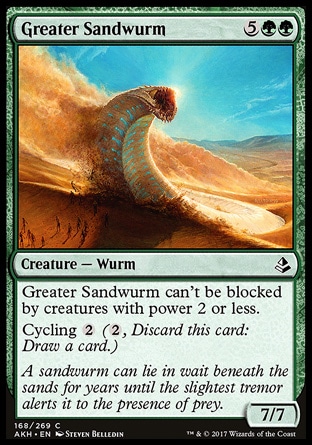 Greater Sandwurm 5
Creature — Wurm
Greater Sandwurm can't be blocked
by creatures with power 2 or less.
Cycling 2 (2, Discard this card:
Draw a card.)
A sandwurm can lie in wait beneath the
sands for years until the slightest tremor
alerts it to the presence of prey.
7/7
168/269 C
AKH • EN Steven Belledin
™ & © 2017 Wizards of the Coast